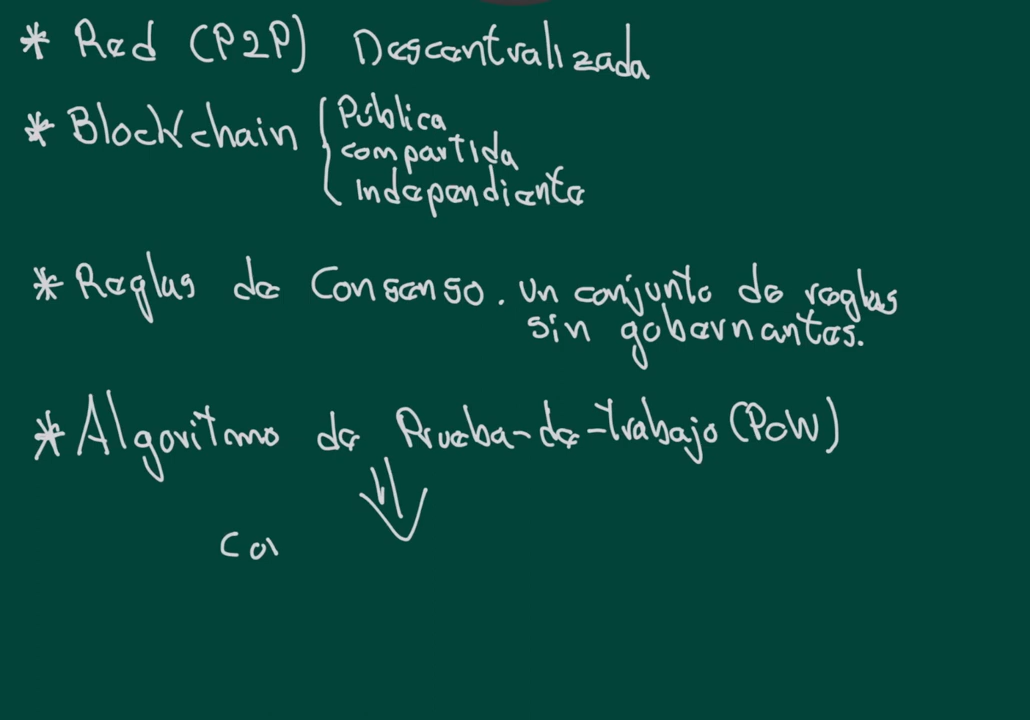 * Red (P2P) Descentralizada
* Blockchain { Pública
compartida
Independiente
* Reglas de Consenso. Un conjunto de reglas
sin gobernantes.
* Algoritmo de Prueba-de-trabajo (PoW)